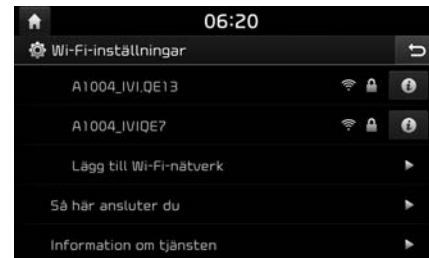 06:20
Wi-Fi-inställningar
A1004_IVI,QE13
A1004_IVIQE7
Lägg till Wi-Fi-nätverk
Så här ansluter du
Information om tjänsten